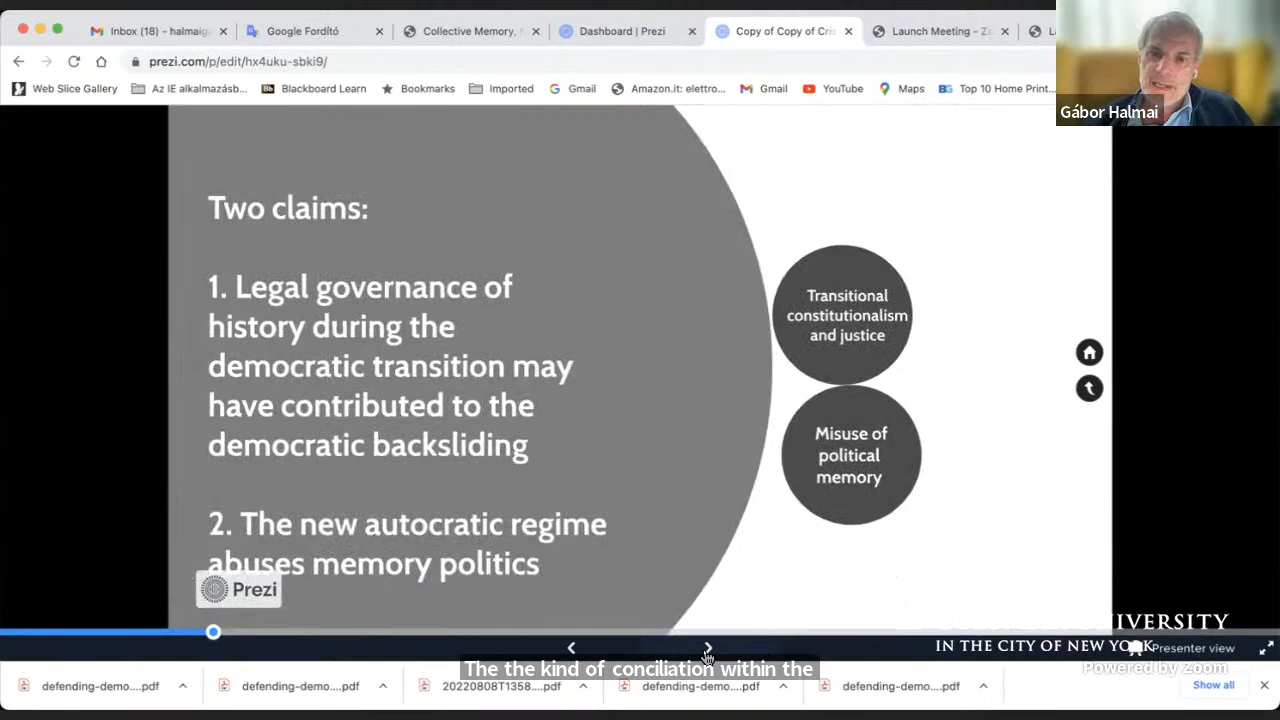 Inbox (18) - halmaig
Google Fordító
Collective Memory,
Dashboard | Prezi
Copy of Copy of Cri
Launch Meeting - Z
prezi.com/p/edit/hx4uku-sbki9/
Web Slice Gallery
Az IE alkalmazásb...
Blackboard Learn
Bookmarks
Imported
Gmail
Amazon.it: elettro...
Gmail
YouTube
Maps
Top 10 Home Print...
Gábor Halmai
Two claims:
1. Legal governance of
history during the
democratic transition may
have contributed to the
democratic backsliding
2. The new autocratic regime
abuses memory politics
Transitional
constitutionalism
and justice
Misuse of
political
memory
Prezi
IVERSITY
IN THE CITY OF NEW YORK
Presenter view
The the kind of conciliation within the
Powered by Zoom
defending-demo....pdf
defending-demo....pdf
20220808T1358....pdf
defending-demo....pdf
defending-demo....pdf
Show all